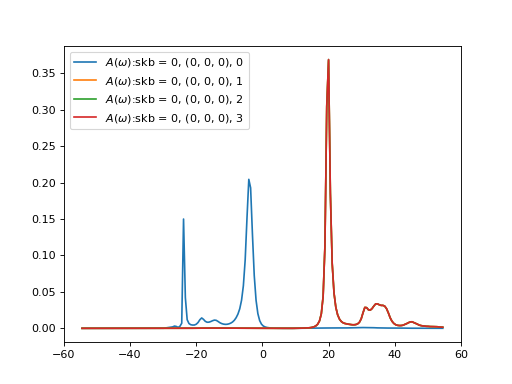 A(ω):skb = 0, (0, 0, 0), 0
A(ω):skb = 0, (0, 0, 0), 1
A(ω):skb = 0, (0, 0, 0), 2
A(ω):skb = 0, (0, 0, 0), 3
0.35
0.30
0.25
0.20
0.15
0.10
0.05
0.00
−60 −40 −20 0 20 40 60